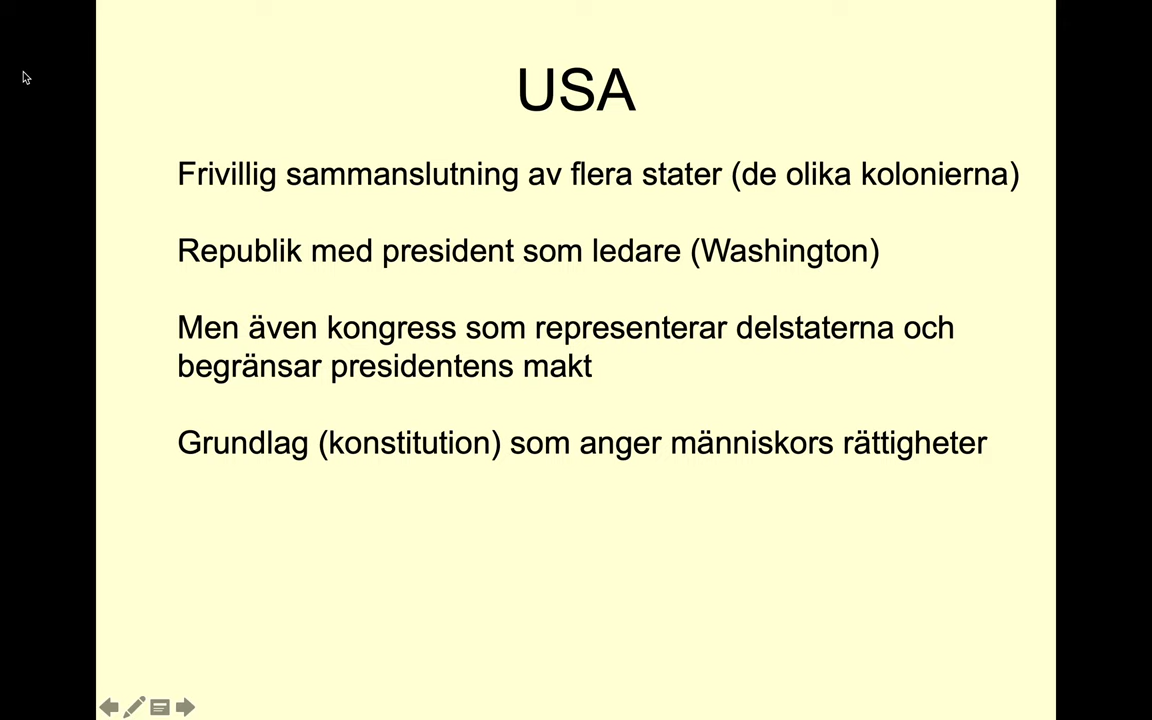 USA
Frivillig sammanslutning av flera stater (de olika kolonierna)
Republik med president som ledare (Washington)
Men även kongress som representerar delstaterna och
begränsar presidentens makt
Grundlag (konstitution) som anger människors rättigheter